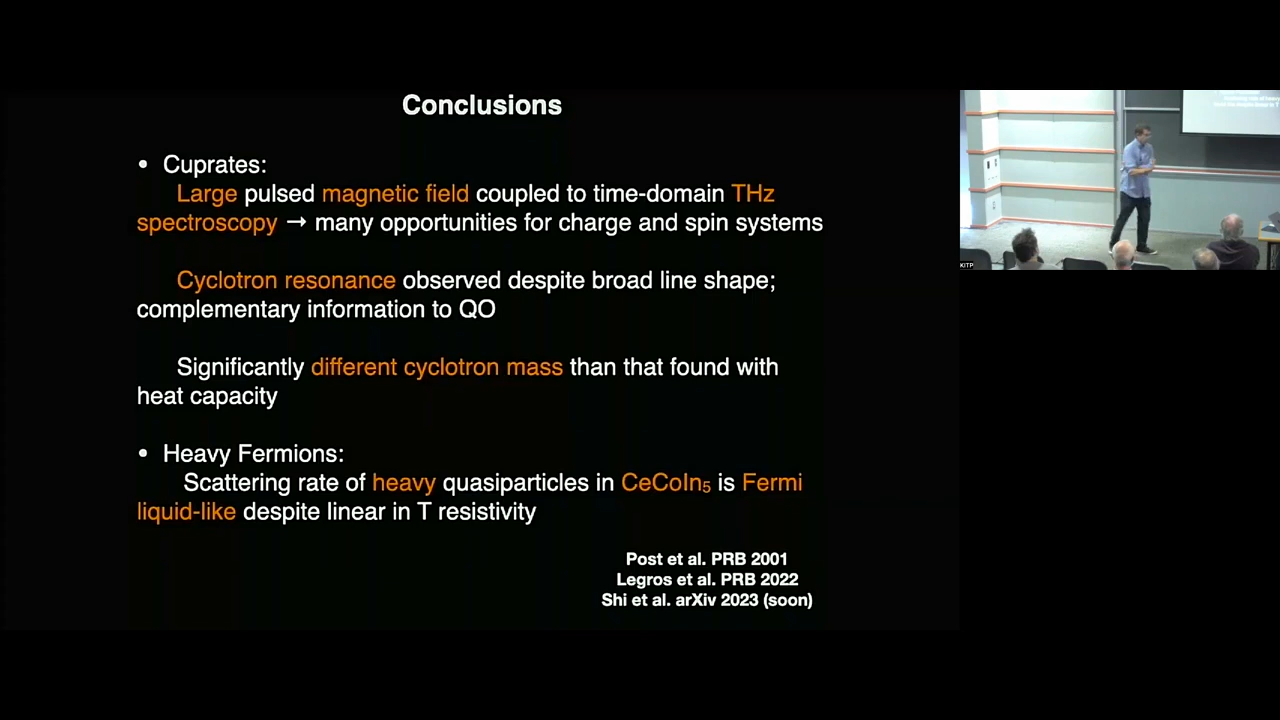 Conclusions
• Cuprates:
Large pulsed magnetic field coupled to time-domain THz
spectroscopy → many opportunities for charge and spin systems
Cyclotron resonance observed despite broad line shape;
complementary information to QO
Significantly different cyclotron mass than that found with
heat capacity
• Heavy Fermions:
Scattering rate of heavy quasiparticles in CeCoIn₅ is Fermi
liquid-like despite linear in T resistivity
Post et al. PRB 2001
Legros et al. PRB 2022
Shi et al. arXiv 2023 (soon)
KITP